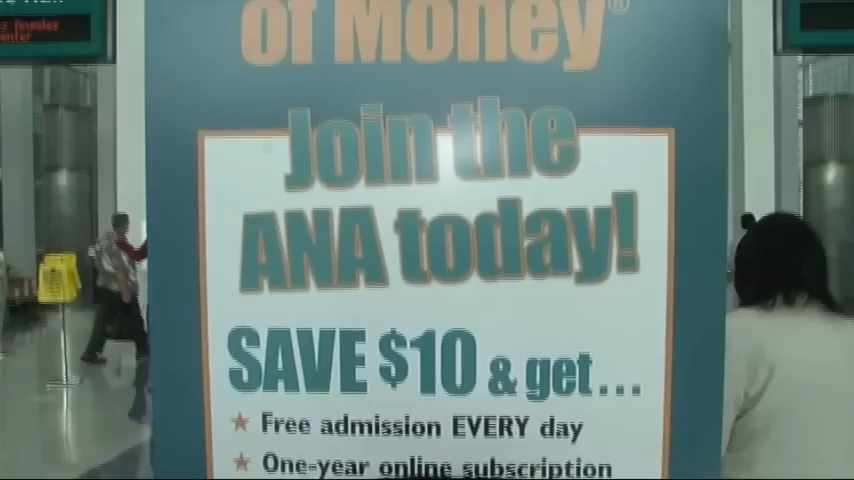 of Money®
Join the
ANA today!
SAVE $10 & get...
★ Free admission EVERY day
★ One-year online subscription